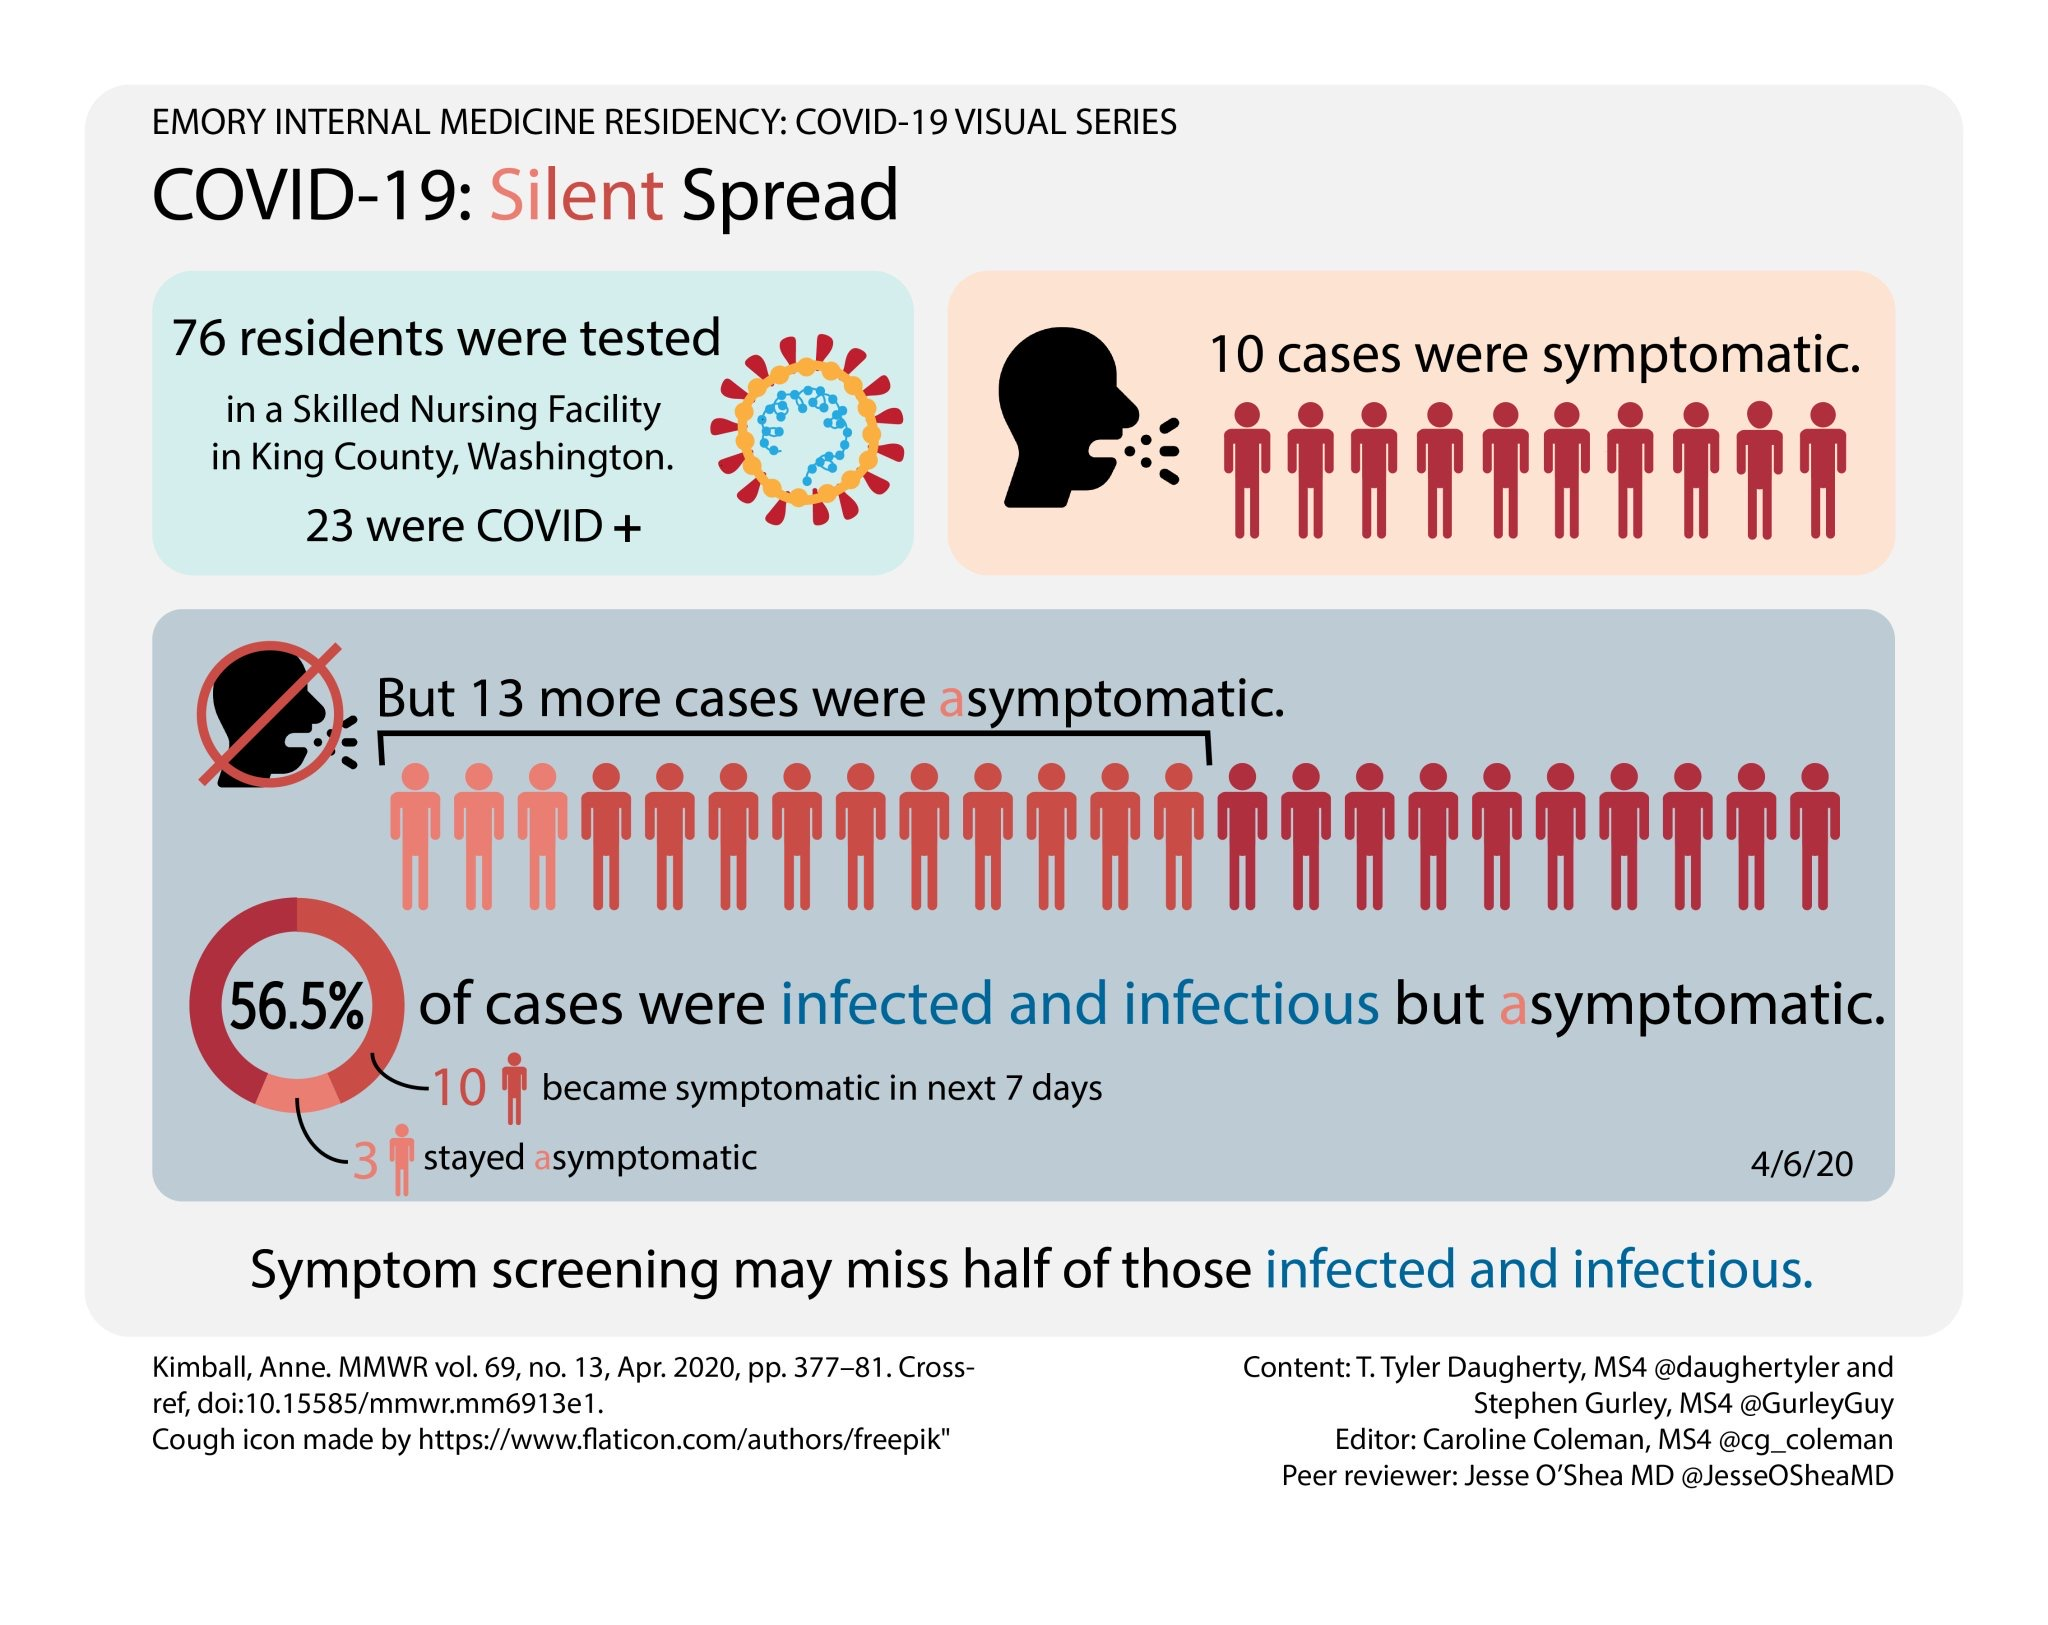 EMORY INTERNAL MEDICINE RESIDENCY: COVID-19 VISUAL SERIES
COVID-19: Silent Spread
76 residents were tested
in a Skilled Nursing Facility
in King County, Washington.
23 were COVID +
10 cases were symptomatic.
But 13 more cases were asymptomatic.
56.5% of cases were infected and infectious but asymptomatic.
10 became symptomatic in next 7 days
3 stayed asymptomatic
4/6/20
Symptom screening may miss half of those infected and infectious.
Kimball, Anne. MMWR vol. 69, no. 13, Apr. 2020, pp. 377–81. Cross-
ref, doi:10.15585/mmwr.mm6913e1.
Cough icon made by https://www.flaticon.com/authors/freepik"
Content: T. Tyler Daugherty, MS4 @daughertyler and
Stephen Gurley, MS4 @GurleyGuy
Editor: Caroline Coleman, MS4 @cg_coleman
Peer reviewer: Jesse O’Shea MD @JesseOSheaMD